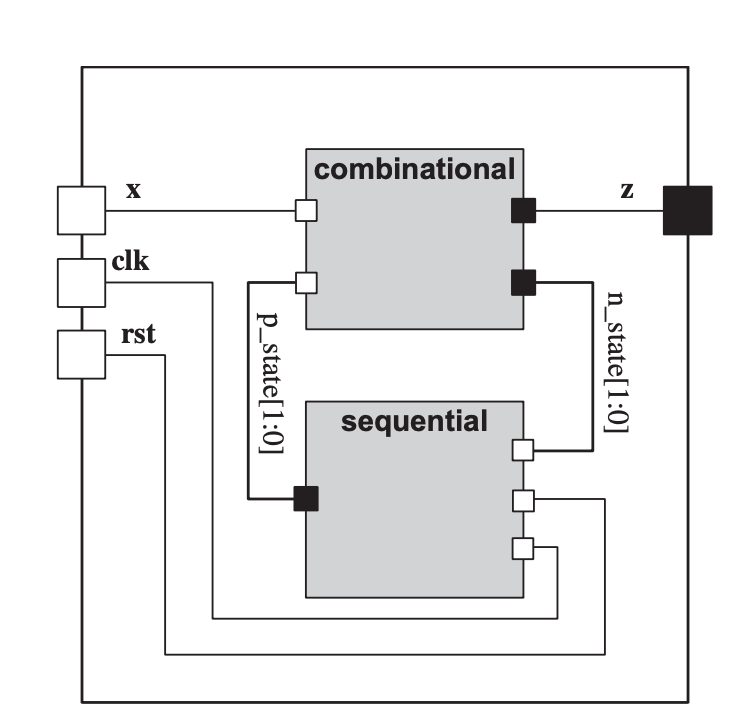 combinational
x
z
clk
rst
p_state[1:0]
n_state[1:0]
sequential